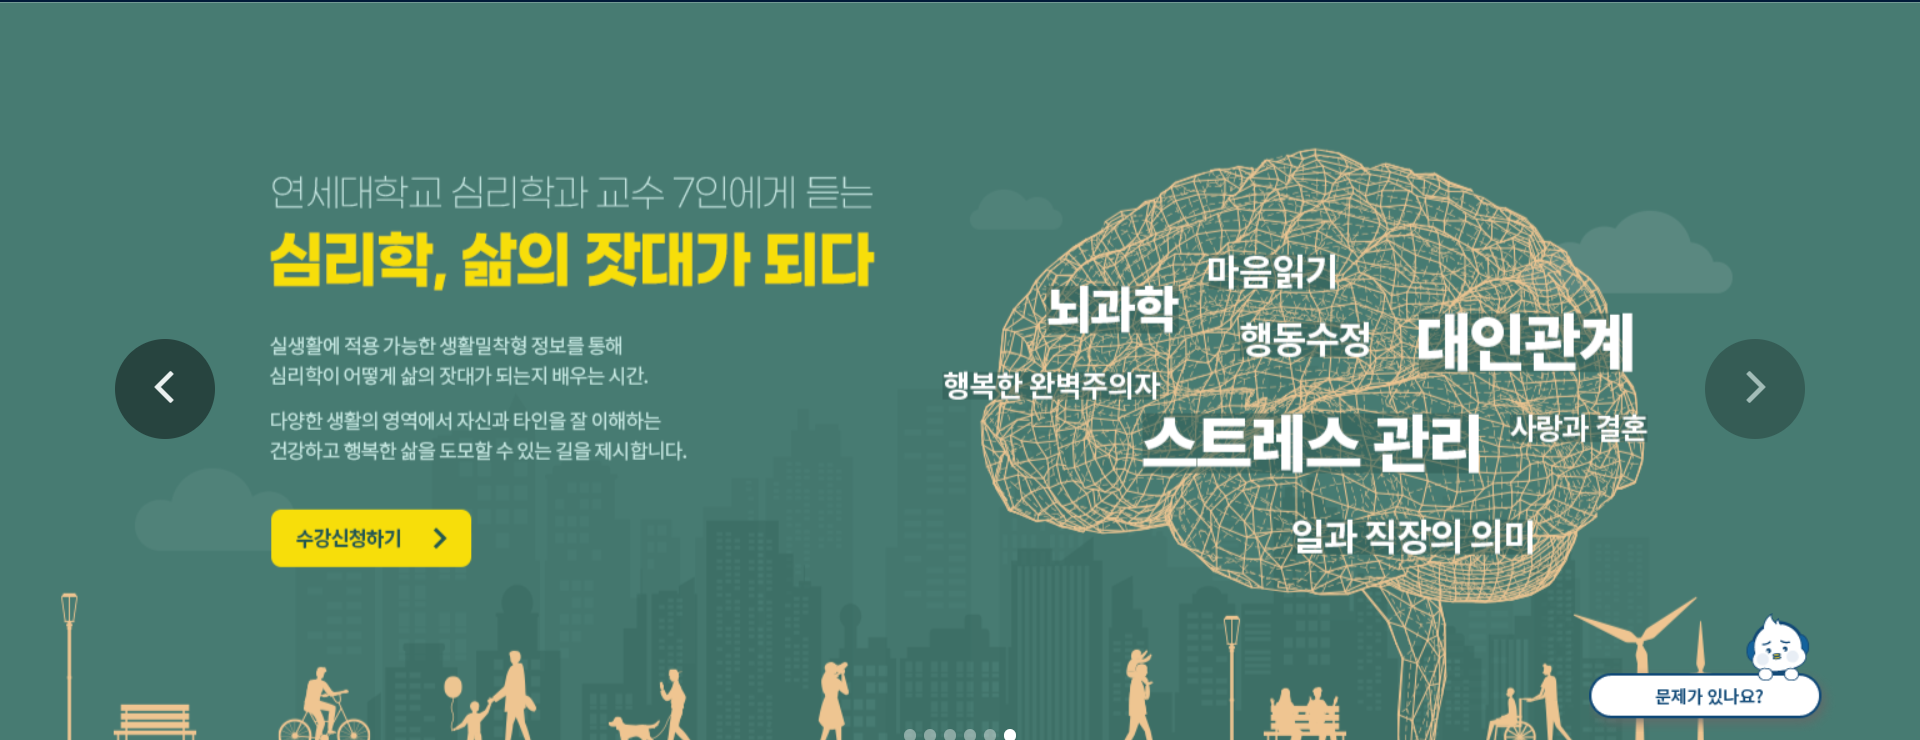 연세대학교 심리학과 교수 7인에게 듣는
심리학, 삶의 잣대가 되다
실생활에 적용 가능한 생활밀착형 정보를 통해
심리학이 어떻게 삶의 잣대가 되는지 배우는 시간.
다양한 생활의 영역에서 자신과 타인을 잘 이해하는
건강하고 행복한 삶을 도모할 수 있는 길을 제시합니다.
수강신청하기
마음읽기
뇌과학
행동수정
대인관계
행복한 완벽주의자
스트레스 관리
사랑과 결혼
일과 직장의 의미
문제가 있나요?